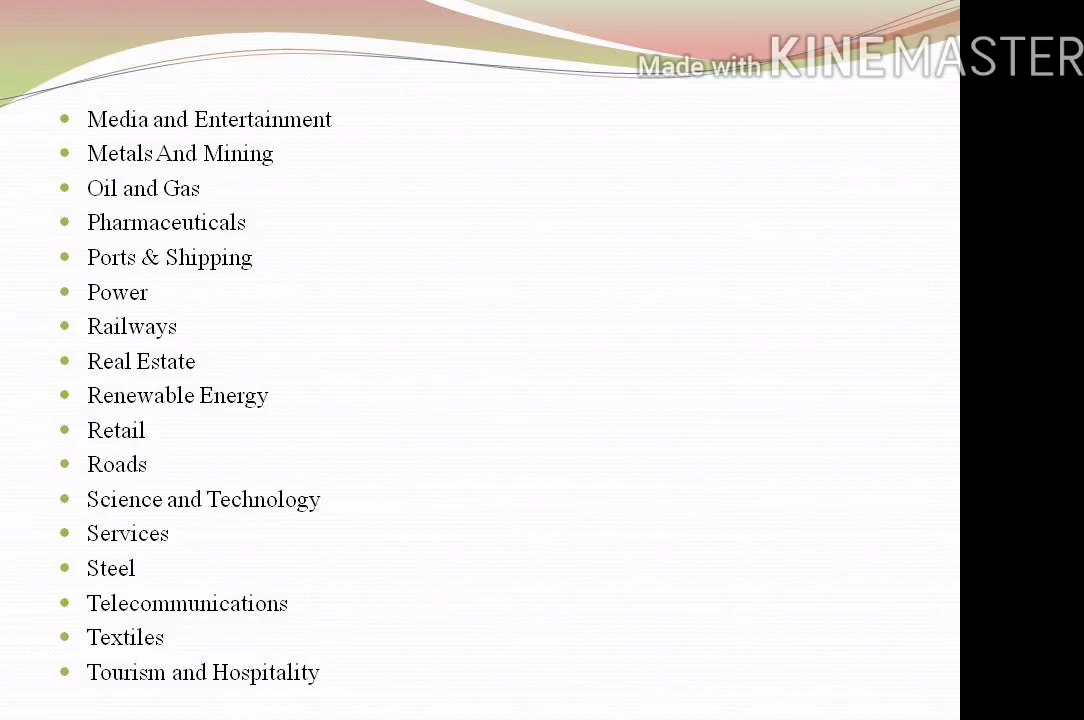 Made with KINEMASTER
Media and Entertainment
Metals And Mining
Oil and Gas
Pharmaceuticals
Ports & Shipping
Power
Railways
Real Estate
Renewable Energy
Retail
Roads
Science and Technology
Services
Steel
Telecommunications
Textiles
Tourism and Hospitality